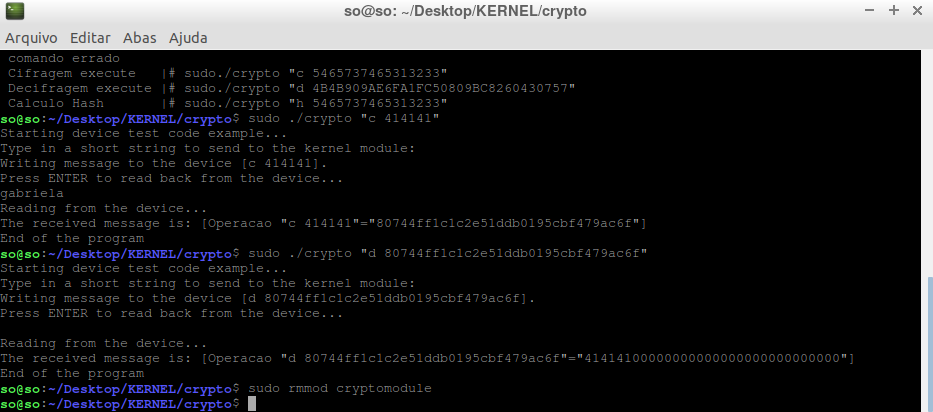 so@so: ~/Desktop/KERNEL/crypto
Arquivo Editar Abas Ajuda
comando errado
Cifragem execute |# sudo./crypto "c 5465737465313233"
Decifragem execute |# sudo./crypto "d 4B4B909AE6FA1FC50809BC8260430757"
Calculo Hash |# sudo./crypto "h 5465737465313233"
so@so:~/Desktop/KERNEL/crypto$ sudo ./crypto "c 414141"
Starting device test code example...
Type in a short string to send to the kernel module:
Writing message to the device [c 414141].
Press ENTER to read back from the device...
gabriela
Reading from the device...
The received message is: [Operacao "c 414141"="80744ff1c1c2e51ddb0195cbf479ac6f"]
End of the program
so@so:~/Desktop/KERNEL/crypto$ sudo ./crypto "d 80744ff1c1c2e51ddb0195cbf479ac6f"
Starting device test code example...
Type in a short string to send to the kernel module:
Writing message to the device [d 80744ff1c1c2e51ddb0195cbf479ac6f].
Press ENTER to read back from the device...
Reading from the device...
The received message is: [Operacao "d 80744ff1c1c2e51ddb0195cbf479ac6f"="41414100000000000000000000000000"]
End of the program
so@so:~/Desktop/KERNEL/crypto$ sudo rmmod cryptomodule
so@so:~/Desktop/KERNEL/crypto$